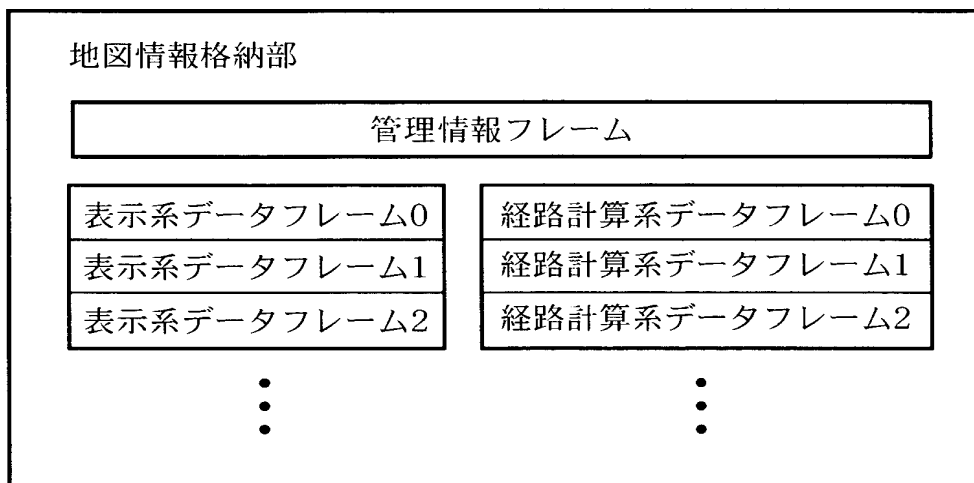 地図情報格納部
管理情報フレーム
表示系データフレーム0
表示系データフレーム1
表示系データフレーム2
経路計算系データフレーム0
経路計算系データフレーム1
経路計算系データフレーム2